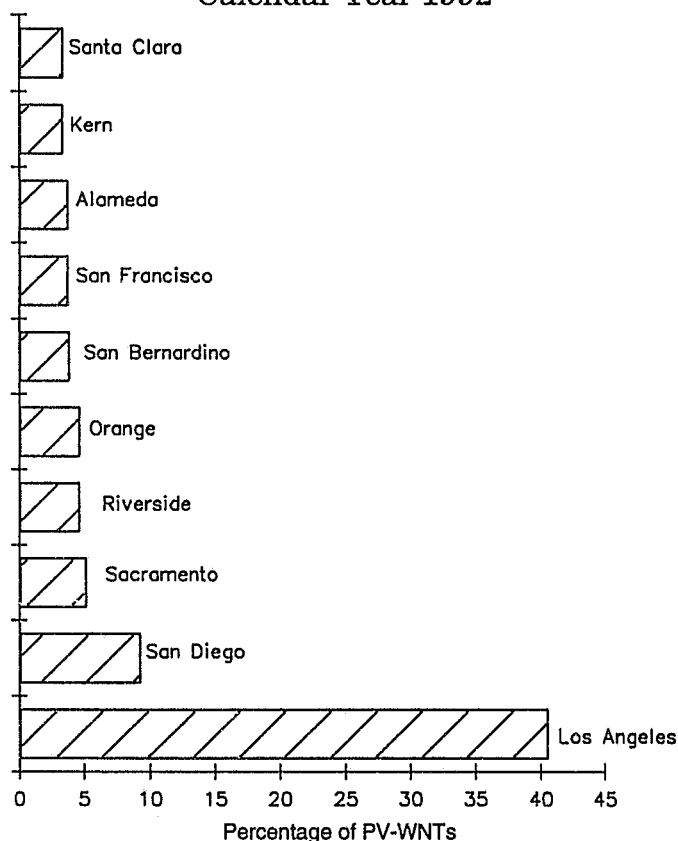 Calendar Year 1992
Santa Clara
Kern
Alameda
San Francisco
San Bernardino
Orange
Riverside
Sacramento
San Diego
Los Angeles
0 5 10 15 20 25 30 35 40 45
Percentage of PV-WNTs